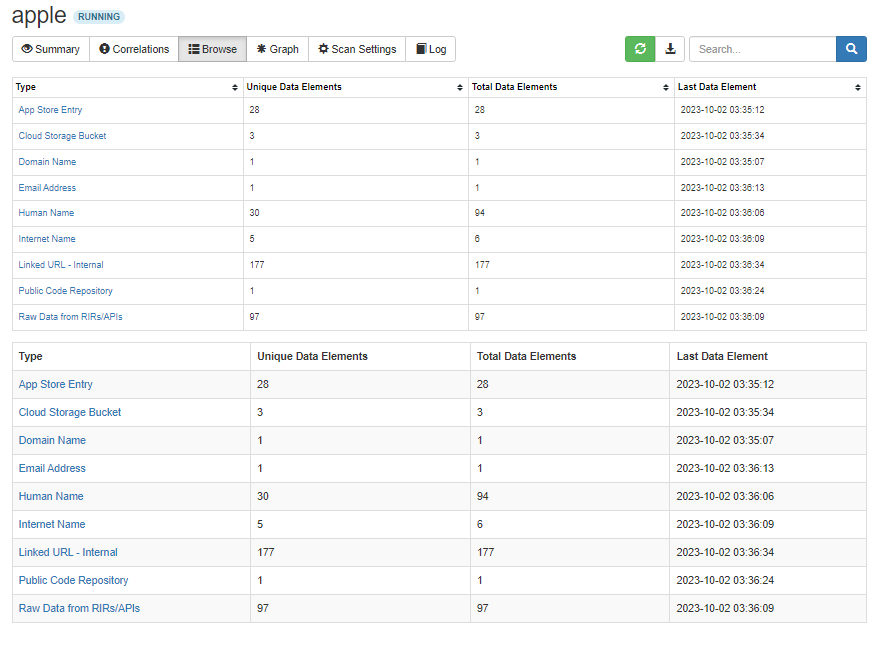 apple RUNNING
Summary Correlations Browse Graph Scan Settings Log Search...
Type Unique Data Elements Total Data Elements Last Data Element
App Store Entry 28 28 2023-10-02 03:35:12
Cloud Storage Bucket 3 3 2023-10-02 03:35:34
Domain Name 1 1 2023-10-02 03:35:07
Email Address 1 1 2023-10-02 03:36:13
Human Name 30 94 2023-10-02 03:36:06
Internet Name 5 6 2023-10-02 03:36:09
Linked URL - Internal 177 177 2023-10-02 03:36:34
Public Code Repository 1 1 2023-10-02 03:36:24
Raw Data from RIRs/APIs 97 97 2023-10-02 03:36:09
Type Unique Data Elements Total Data Elements Last Data Element
App Store Entry 28 28 2023-10-02 03:35:12
Cloud Storage Bucket 3 3 2023-10-02 03:35:34
Domain Name 1 1 2023-10-02 03:35:07
Email Address 1 1 2023-10-02 03:36:13
Human Name 30 94 2023-10-02 03:36:06
Internet Name 5 6 2023-10-02 03:36:09
Linked URL - Internal 177 177 2023-10-02 03:36:34
Public Code Repository 1 1 2023-10-02 03:36:24
Raw Data from RIRs/APIs 97 97 2023-10-02 03:36:09